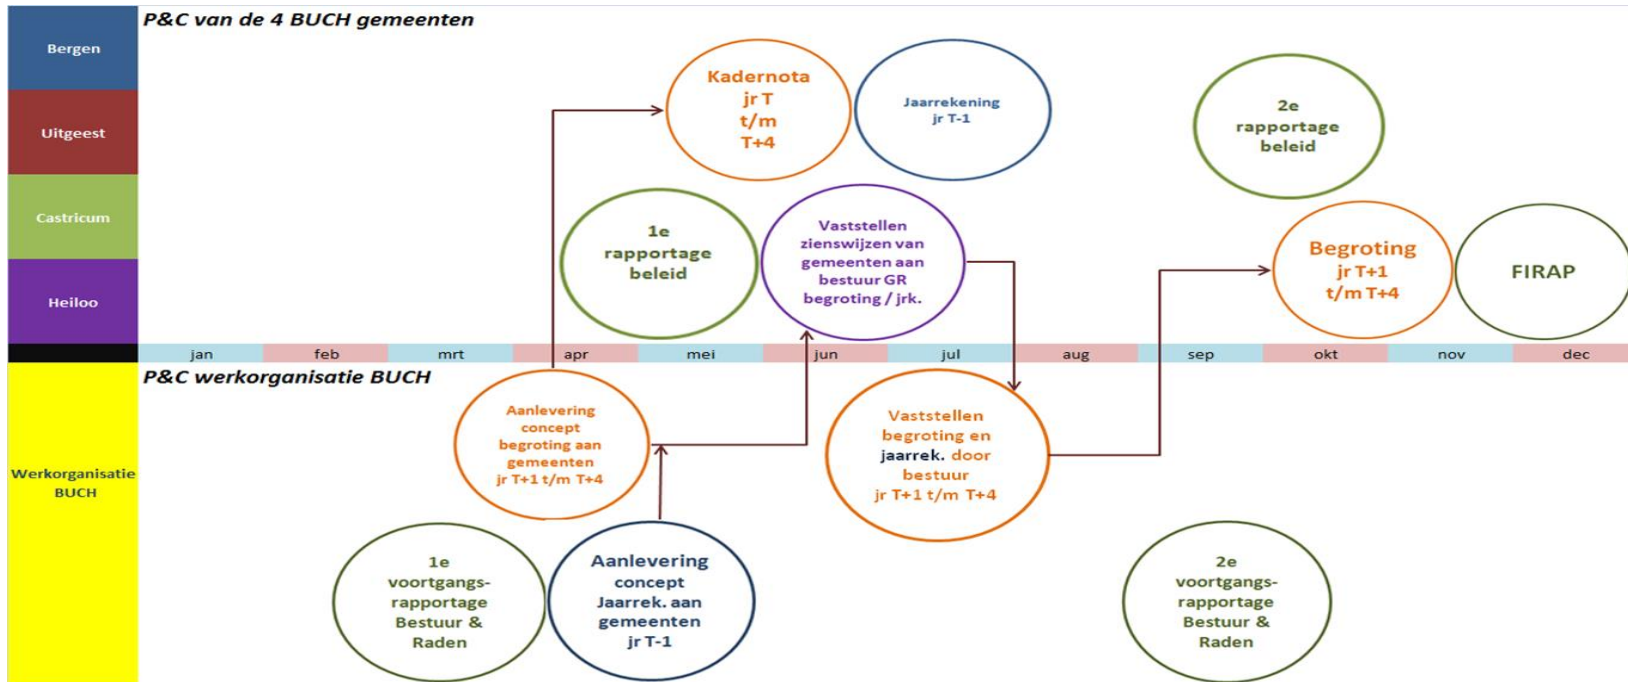 P&C van de 4 BUCH gemeenten
Bergen
Uitgeest
Castricum
Heiloo
Kadernota
jr T
t/m
T+4
Jaarrekening
jr T-1
2e
rapportage
beleid
1e
rapportage
beleid
Vaststellen
zienswijzen van
gemeenten aan
bestuur GR
begroting / jrk.
Begroting
jr T+1
t/m T+4
FIRAP
jan feb mrt apr mei jun jul aug sep okt nov dec
P&C werkorganisatie BUCH
Werkorganisatie
BUCH
Aanlevering
concept
begroting aan
gemeenten
jr T+1 t/m T+4
Vaststellen
begroting en
jaarrek. door
bestuur
jr T+1 t/m T+4
1e
voortgangs-
rapportage
Bestuur &
Raden
Aanlevering
concept
Jaarrek. aan
gemeenten
jr T-1
2e
voortgangs-
rapportage
Bestuur &
Raden